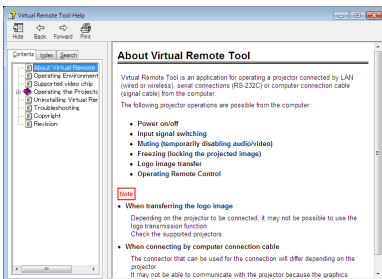 Virtual Remote Tool Help
Hide Back Forward Print
Contents Index Search
About Virtual Remote
Operating Environment
Supported video chip
Operating the Projecto
Uninstalling Virtual Rer
Troubleshooting
Copyright
Revision
About Virtual Remote Tool
Virtual Remote Tool is an application for operating a projector connected by LAN
(wired or wireless), serial connections (RS-232C) or computer connection cable
(signal cable) from the computer.
The following projector operations are possible from the computer:
• Power on/off
• Input signal switching
• Muting (temporarily disabling audio/video)
• Freezing (locking the projected image)
• Logo image transfer
• Operating Remote Control
Note
• When transferring the logo image
Depending on the projector to be connected, it may not be possible to use the
logo transmission function.
Check the supported projectors.
• When connecting by computer connection cable
The connector that can be used for the connection will differ depending on the
projector.
It may not be able to communicate with the projector because the graphics